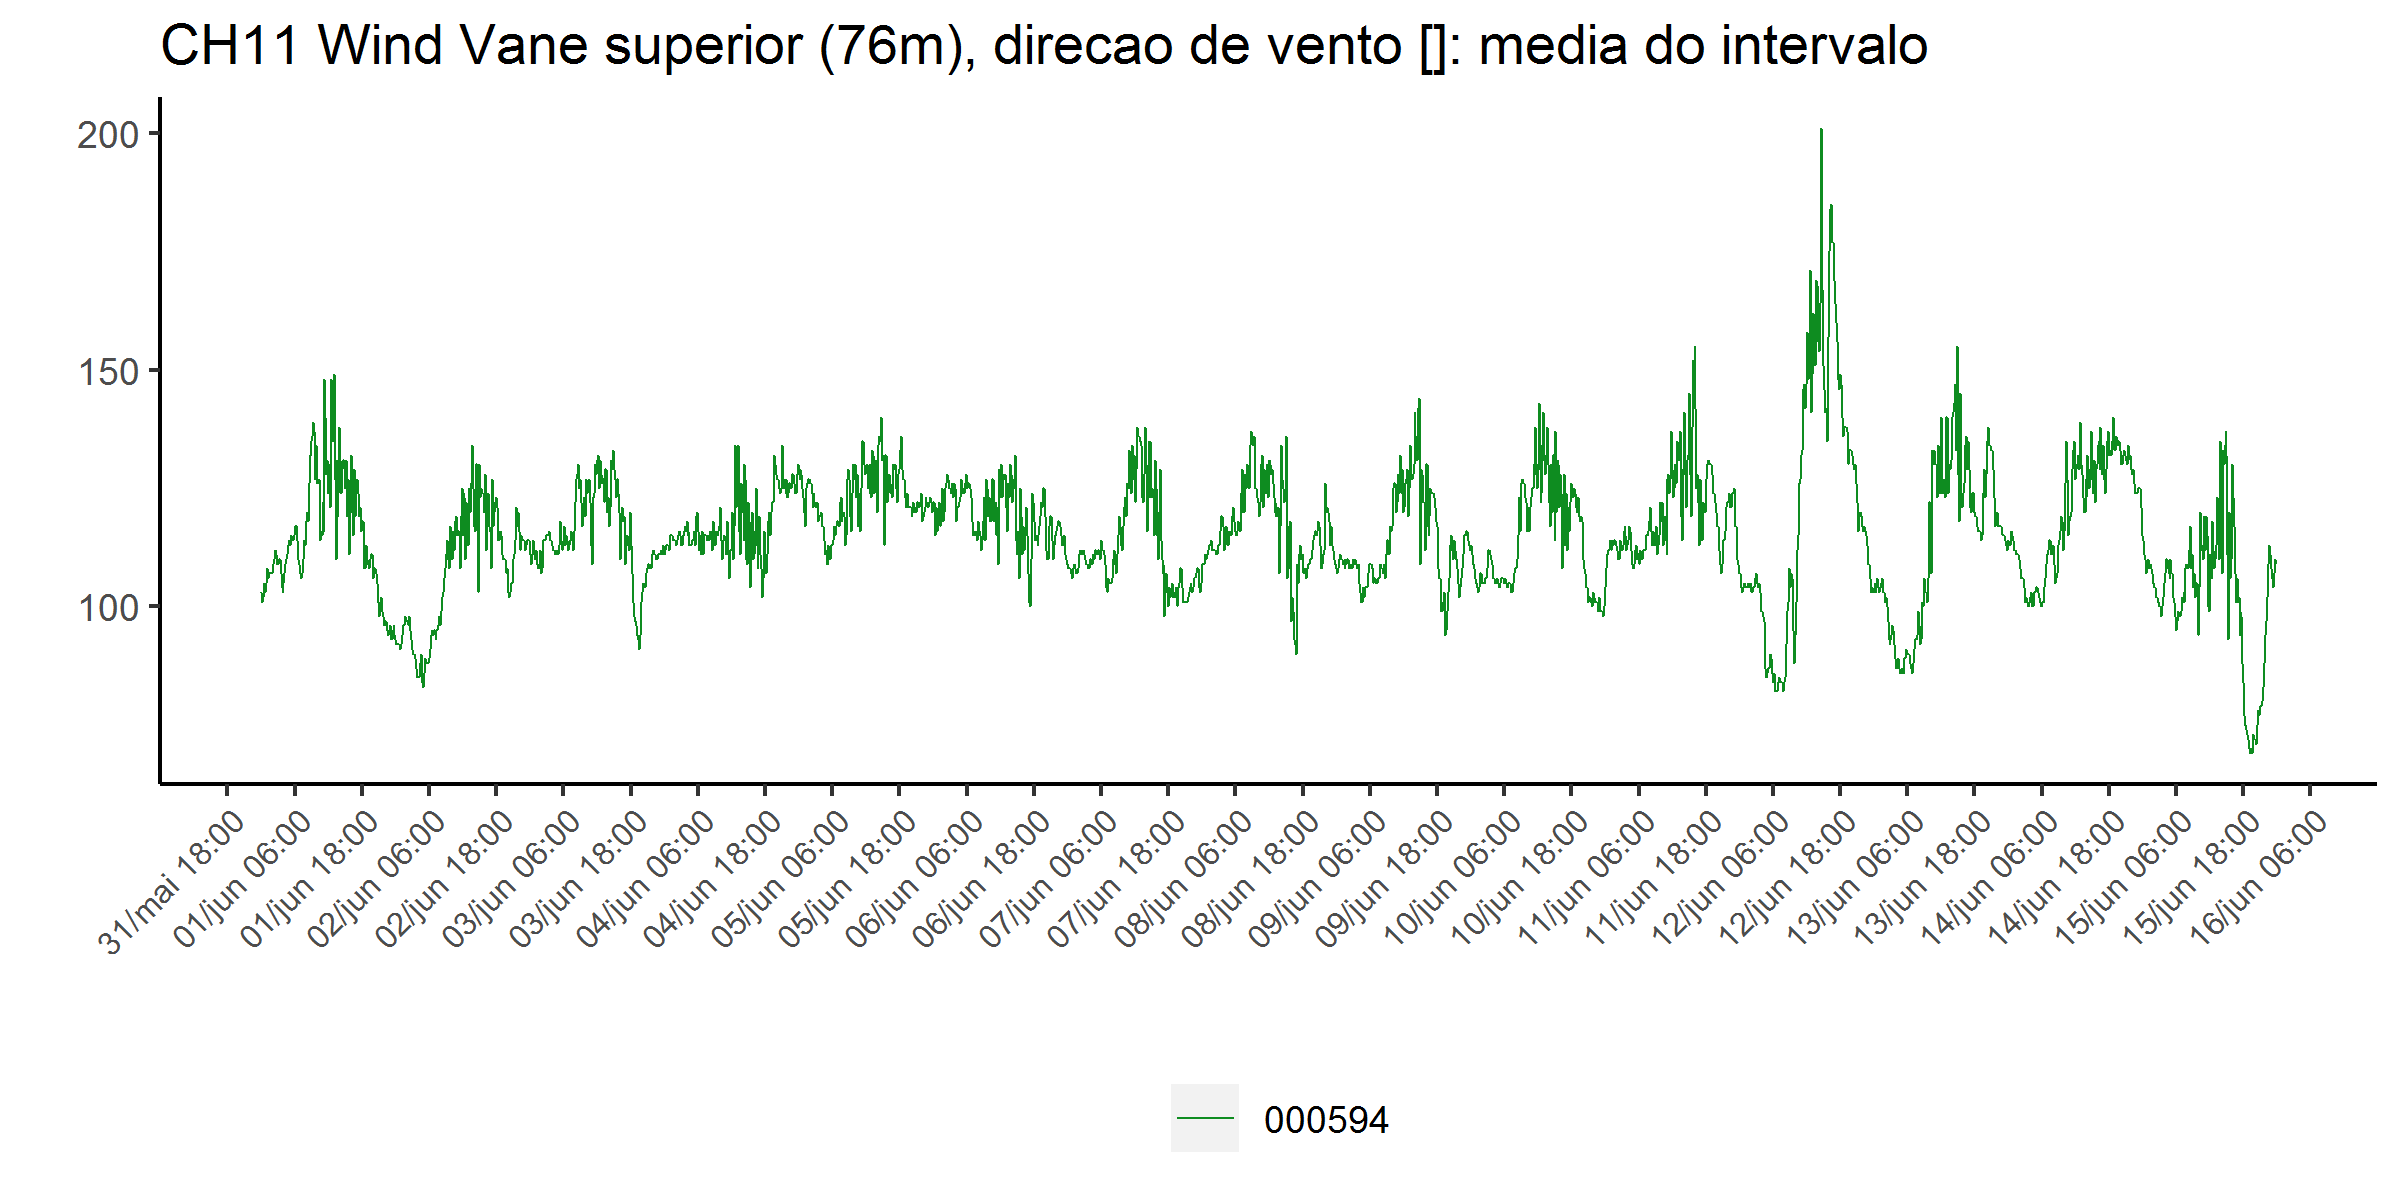 CH11 Wind Vane superior (76m), direcao de vento []: media do intervalo
200
150
100
31/mai 18:00
01/jun 06:00
01/jun 18:00
02/jun 06:00
02/jun 18:00
03/jun 06:00
03/jun 18:00
04/jun 06:00
04/jun 18:00
05/jun 06:00
05/jun 18:00
06/jun 06:00
06/jun 18:00
07/jun 06:00
07/jun 18:00
08/jun 06:00
08/jun 18:00
09/jun 06:00
09/jun 18:00
10/jun 06:00
10/jun 18:00
11/jun 06:00
11/jun 18:00
12/jun 06:00
12/jun 18:00
13/jun 06:00
13/jun 18:00
14/jun 06:00
14/jun 18:00
15/jun 06:00
15/jun 18:00
16/jun 06:00
000594